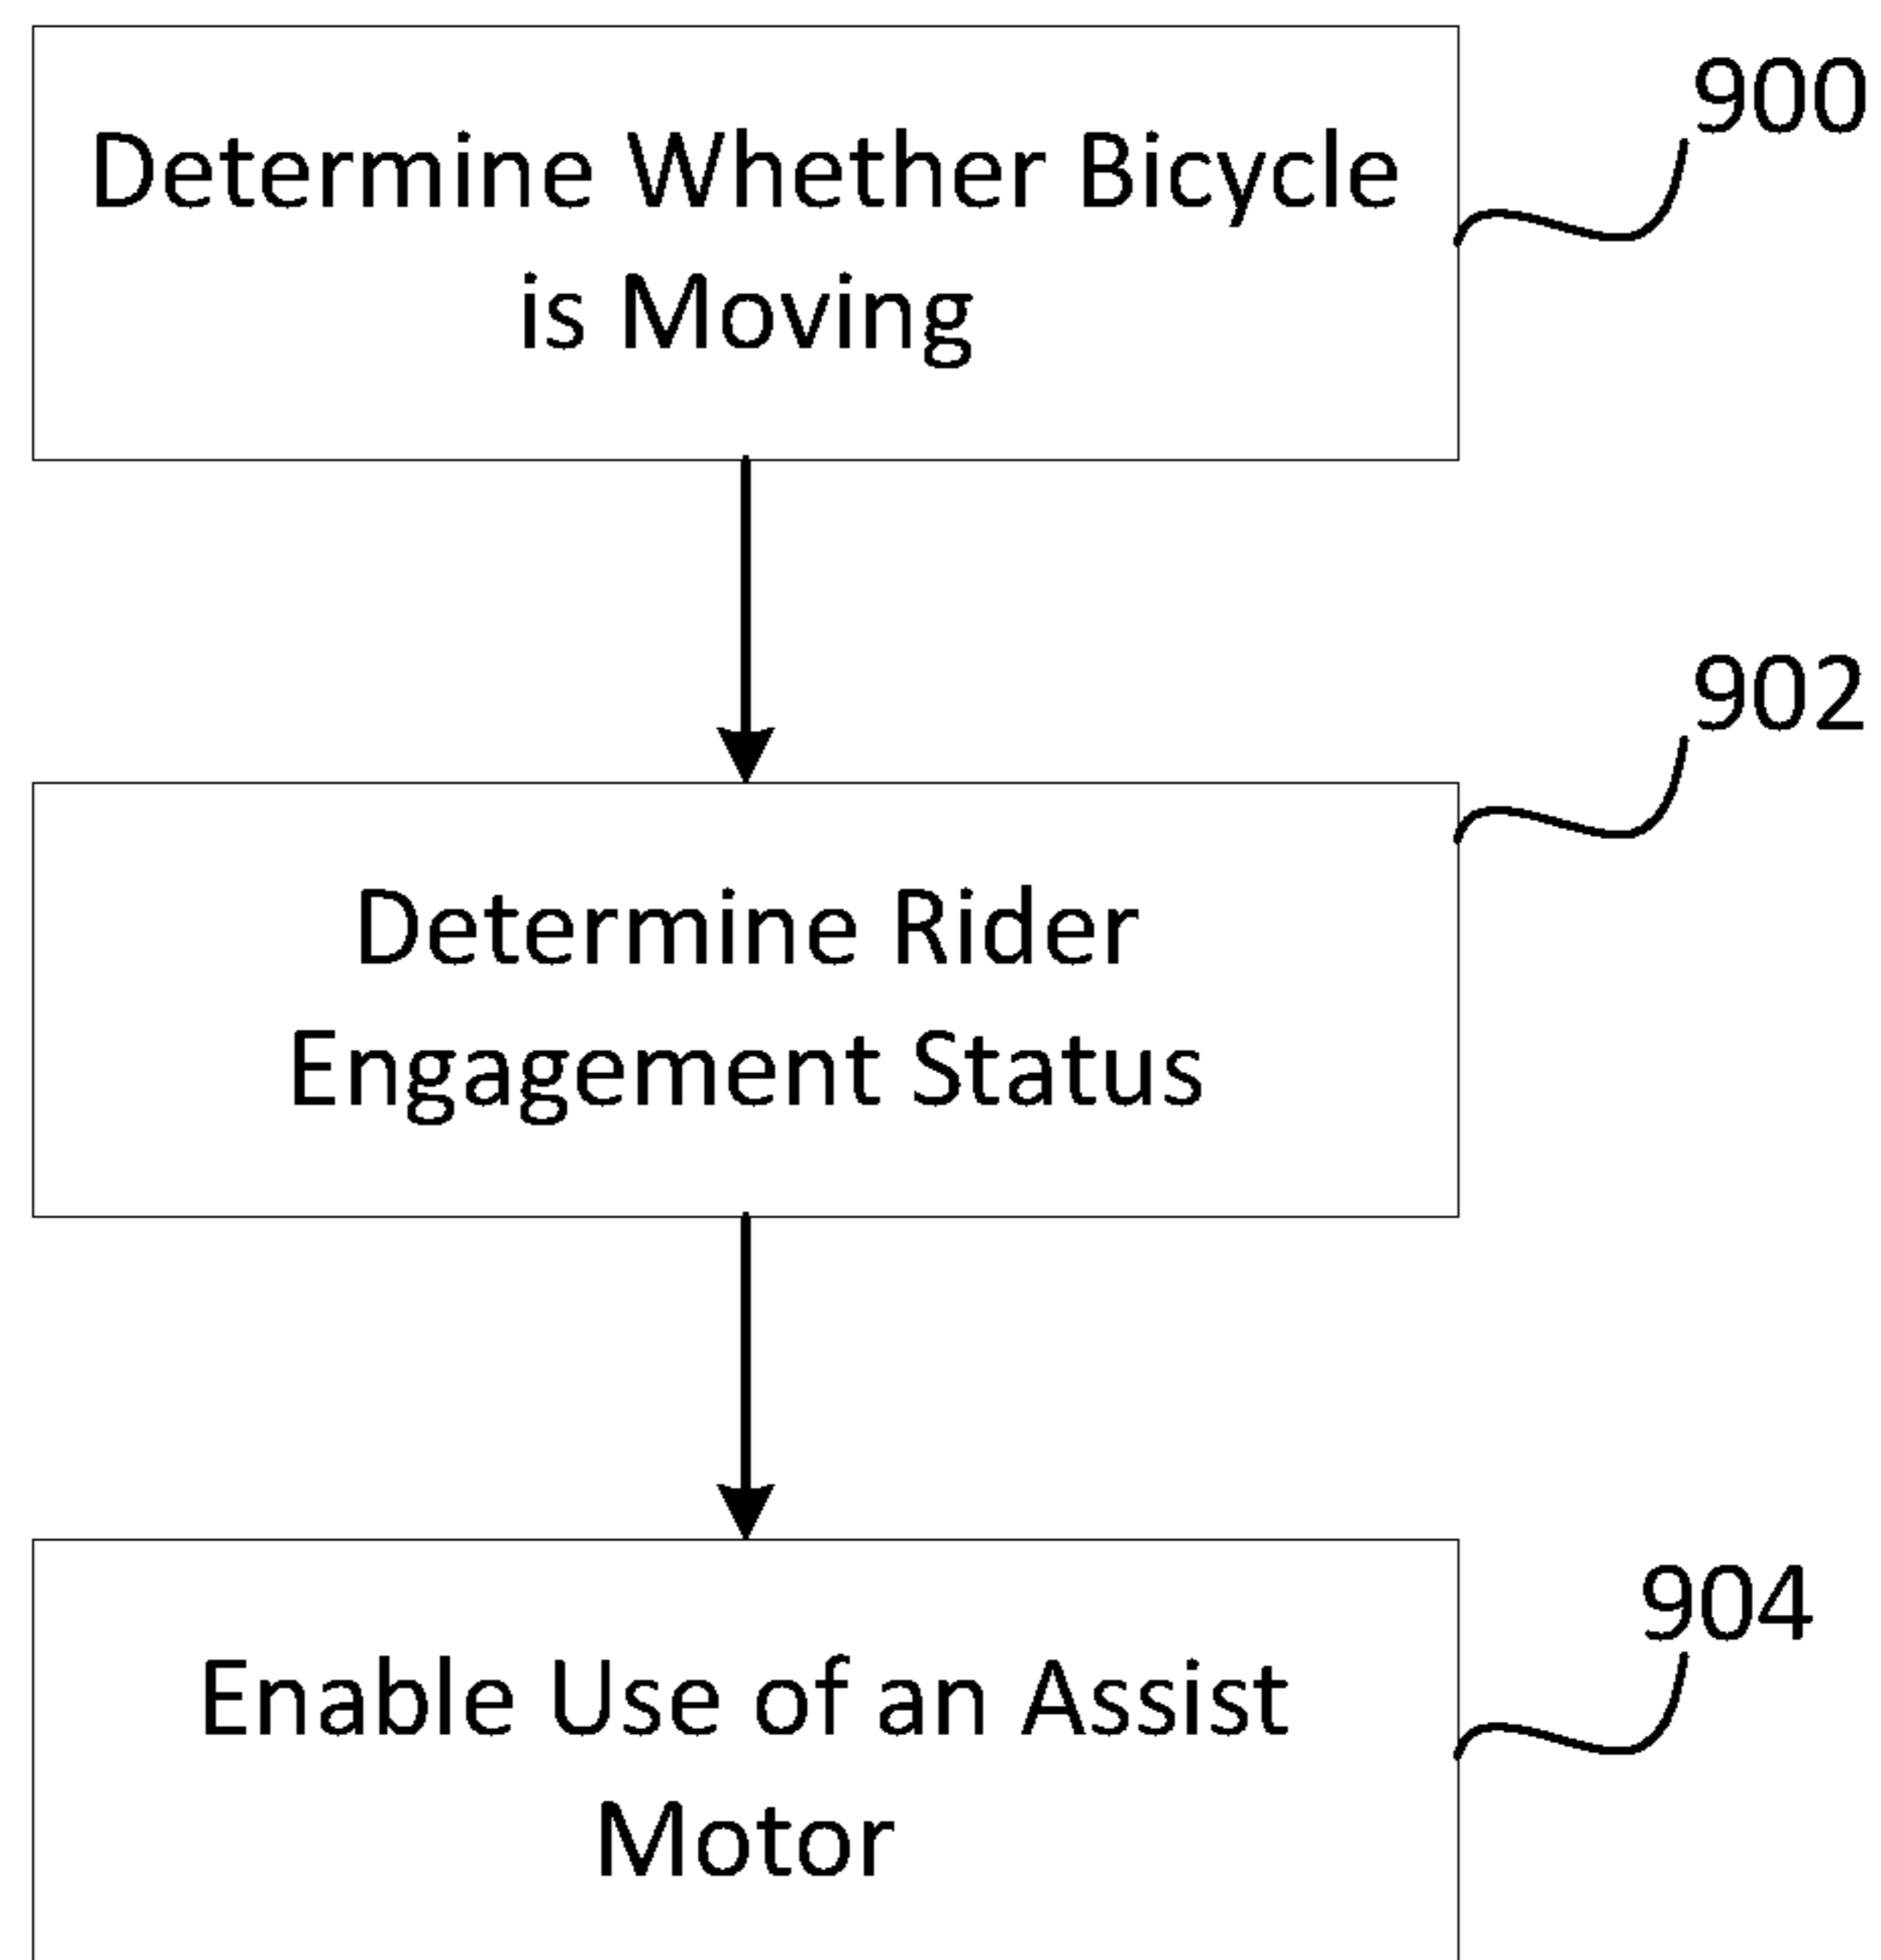 Determine Whether Bicycle
is Moving
900
Determine Rider
Engagement Status
902
Enable Use of an Assist
Motor
904